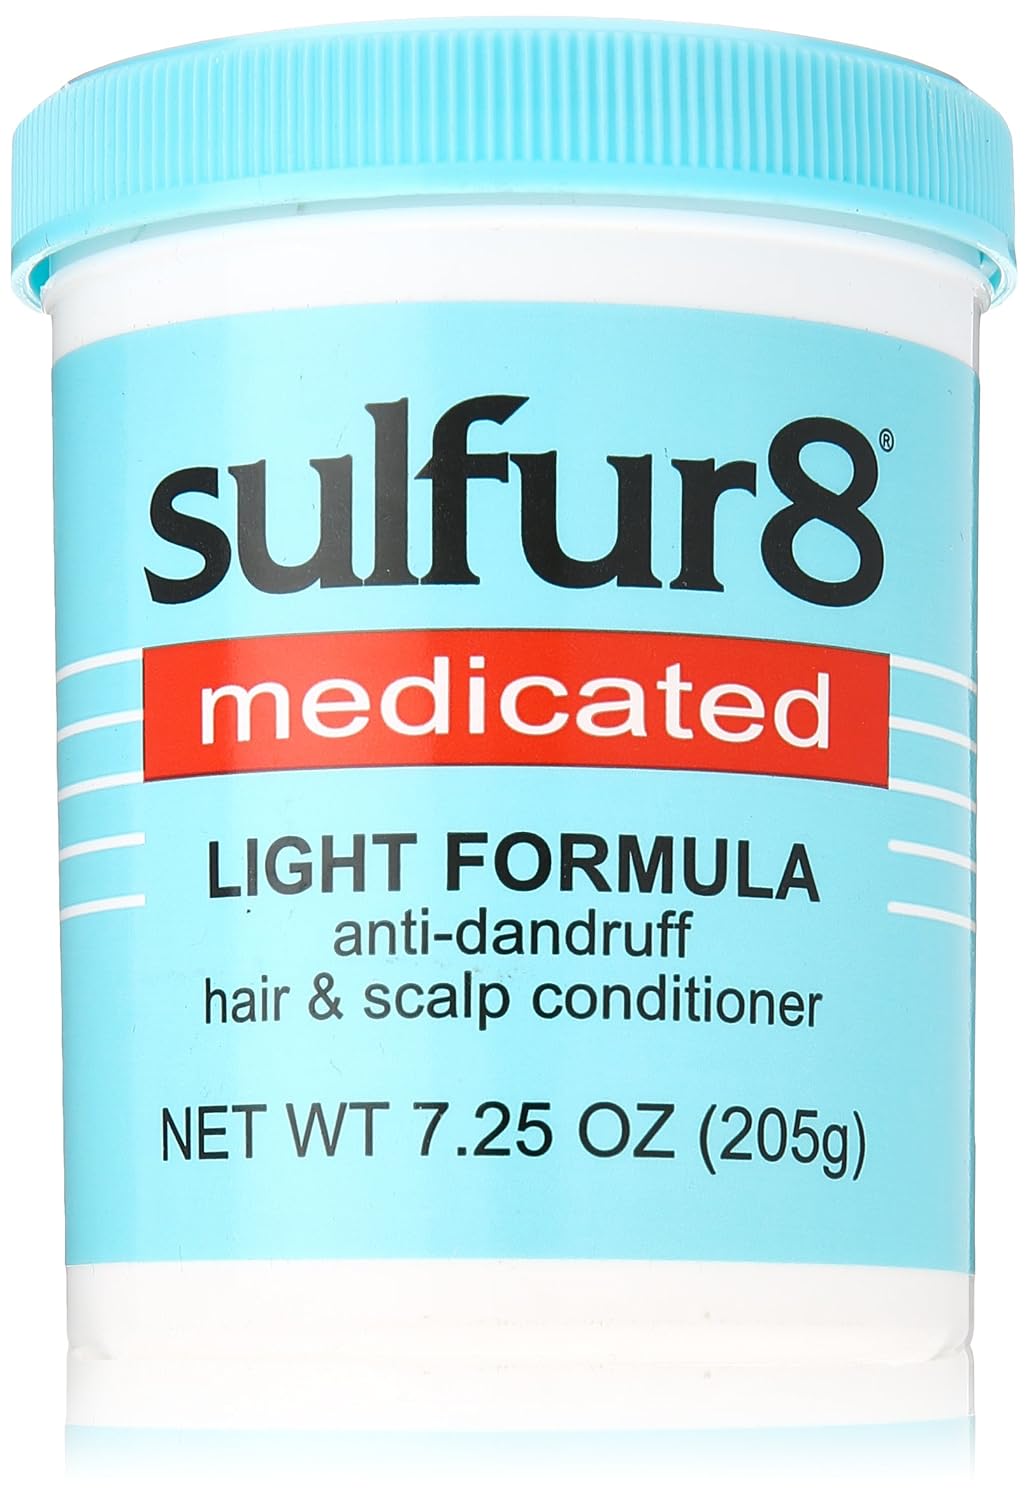 sulfur8®
medicated
LIGHT FORMULA
anti-dandruff
hair & scalp conditioner
NET WT 7.25 OZ (205g)